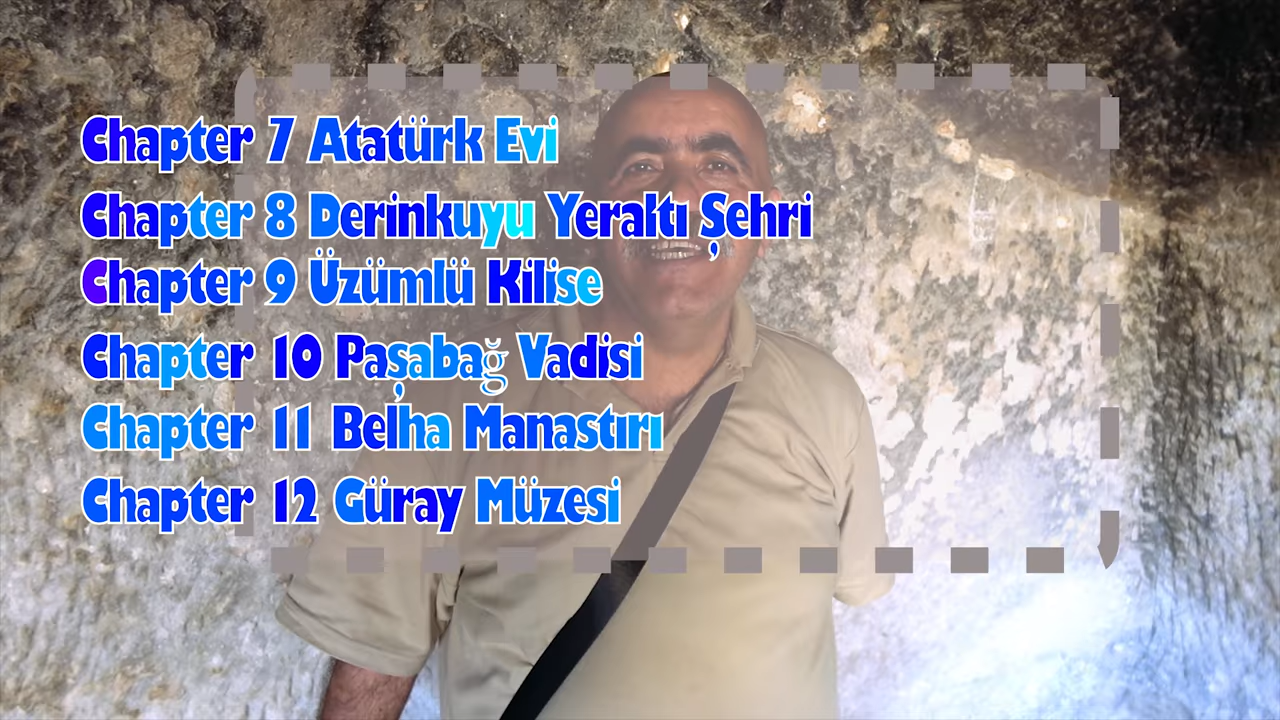 Chapter 7 Atatürk Evi
Chapter 8 Derinkuyu Yeraltı Şehri
Chapter 9 Üzümlü Kilise
Chapter 10 Paşabağ Vadisi
Chapter 11 Belha Manastırı
Chapter 12 Güray Müzesi